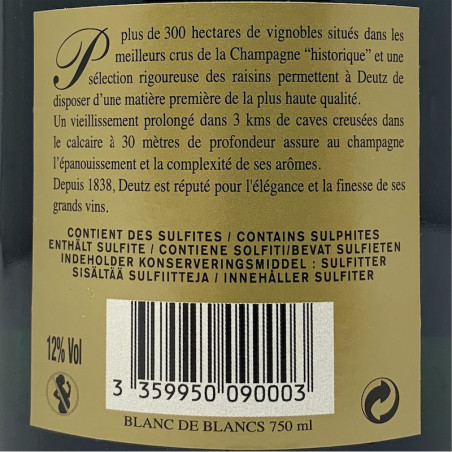 Plus de 300 hectares de vignobles situés dans les
meilleurs crus de la Champagne “historique” et une
sélection rigoureuse des raisins permettent à Deutz de
disposer d’une matière première de la plus haute qualité.
Un vieillissement prolongé dans 3 kms de caves creusées dans
le calcaire à 30 mètres de profondeur assure au champagne
l’épanouissement et la complexité de ses arômes.
Depuis 1838, Deutz est réputé pour l'élégance et la finesse de ses
grands vins.
CONTIENT DES SULFITES / CONTAINS SULPHITES
ENTHÄLT SULFITE / CONTIENE SOLFITI/BEVAT SULFIETEN
INDEHOLDER KONSERVERINGSMIDDEL : SULFITTER
SISÄLTÄÄ SULFIITTEJA / INNEHÅLLER SULFITER
12% Vol
3 359950 090003
BLANC DE BLANCS 750 ml